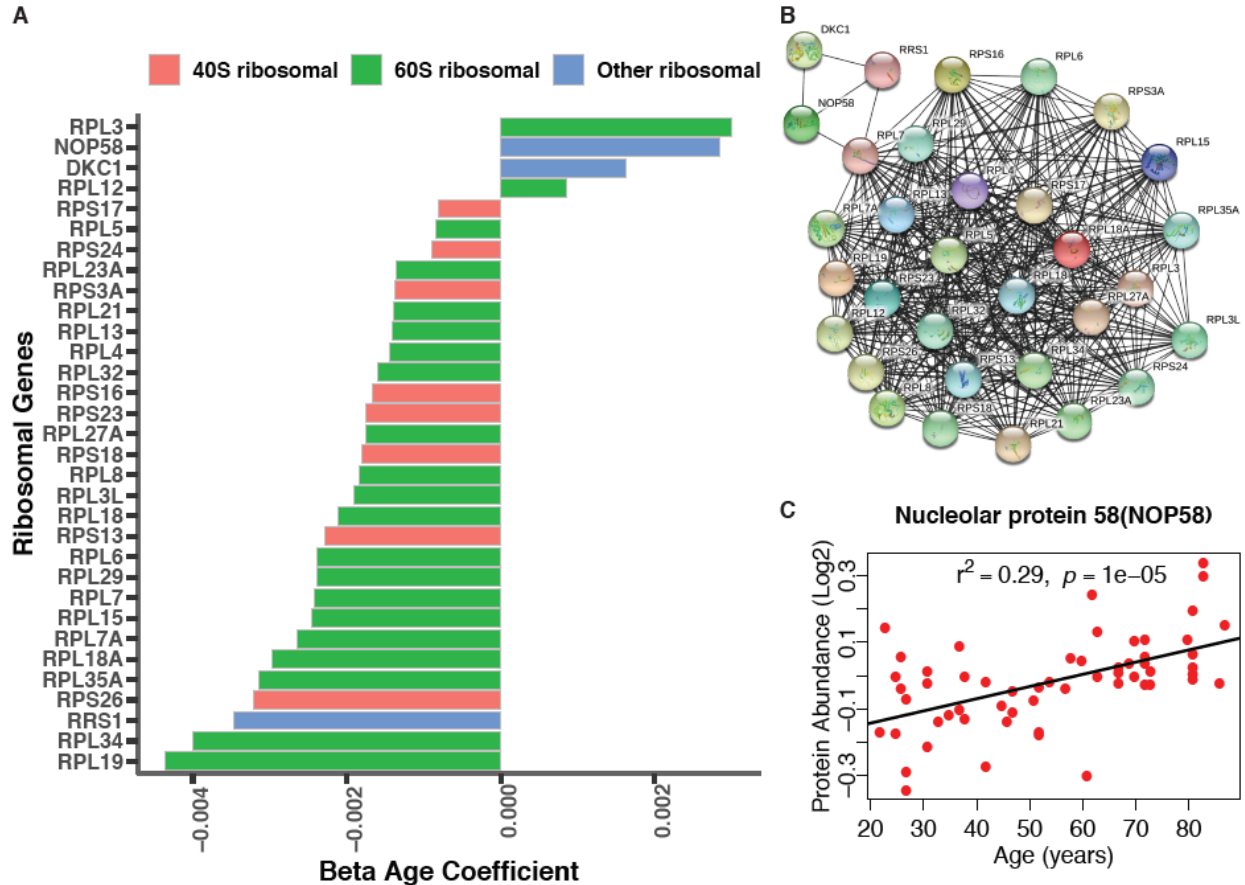 A
40S ribosomal 60S ribosomal Other ribosomal
Ribosomal Genes
RPL3
NOP58
DKC1
RPL12
RPS17
RPL5
RPS24
RPL23A
RPS3A
RPL21
RPL13
RPL4
RPL32
RPS16
RPS23
RPL27A
RPS18
RPL8
RPL3L
RPL18
RPS13
RPL6
RPL29
RPL7
RPL15
RPL7A
RPL18A
RPL35A
RPS26
RRS1
RPL34
RPL19
−0.004 −0.002 0.000 0.002
Beta Age Coefficient
B
DKC1
RRS1
RPS16
RPL6
NOP58
RPS3A
RPL7
RPL29
RPL15
RPL4
RPS17
RPL13
RPL7A
RPL35A
RPL5
RPL18A
RPL19
RPS23
RPL18
RPL3
RPL27A
RPL12
RPL32
RPL3L
RPS26
RPS13
RPL34
RPS24
RPL8
RPS18
RPL23A
RPL21
C
Nucleolar protein 58(NOP58)
r2 = 0.29, p = 1e−05
Protein Abundance (Log2)
0.3
0.1
−0.1
−0.3
20 30 40 50 60 70 80
Age (years)